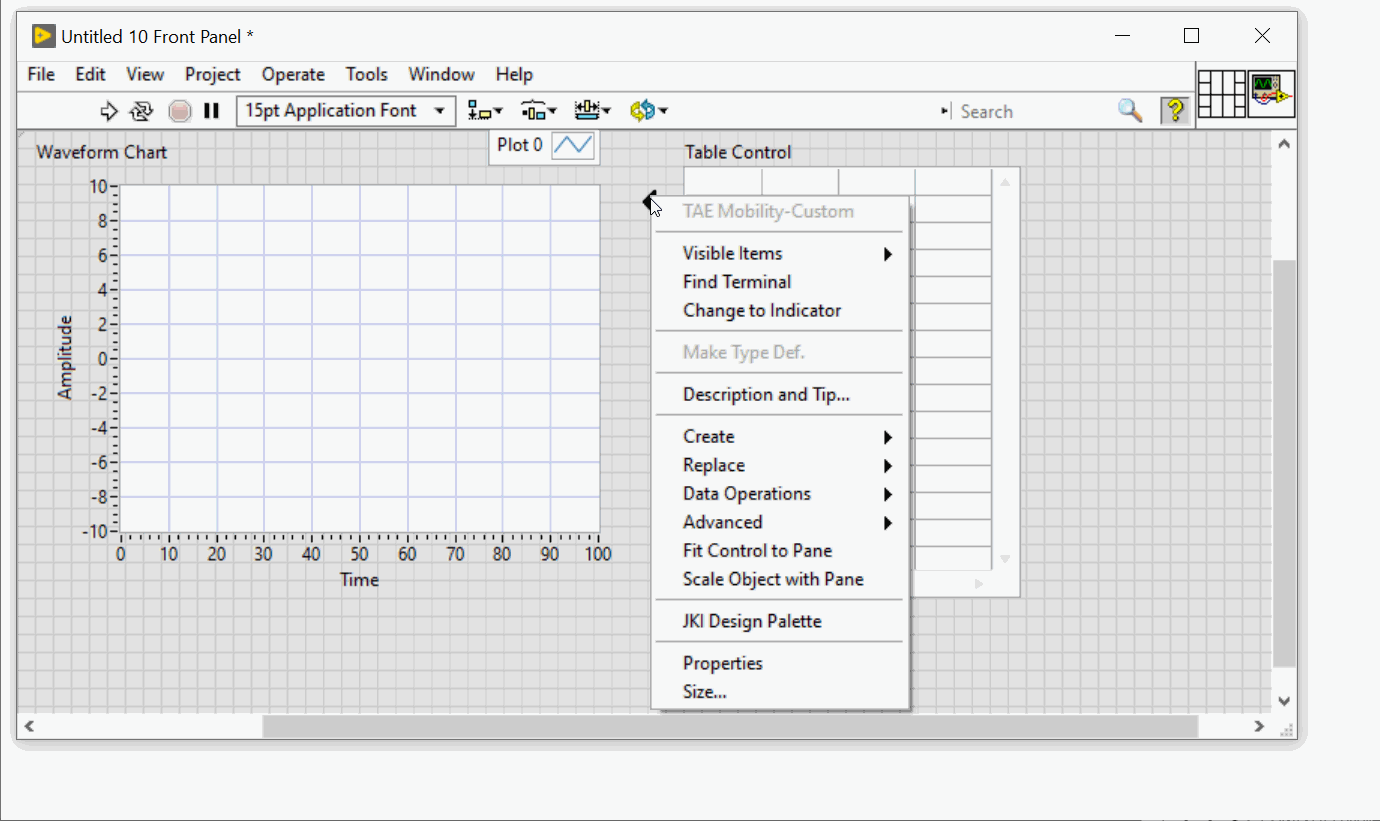 Untitled 10 Front Panel *
File Edit View Project Operate Tools Window Help
15pt Application Font
Search
?
Waveform Chart
Plot 0
Table Control
Amplitude
10
8
6
4
2
0
-2
-4
-6
-8
-10
0 10 20 30 40 50 60 70 80 90 100
Time
TAE Mobility-Custom
Visible Items
Find Terminal
Change to Indicator
Make Type Def.
Description and Tip...
Create
Replace
Data Operations
Advanced
Fit Control to Pane
Scale Object with Pane
JKI Design Palette
Properties
Size...